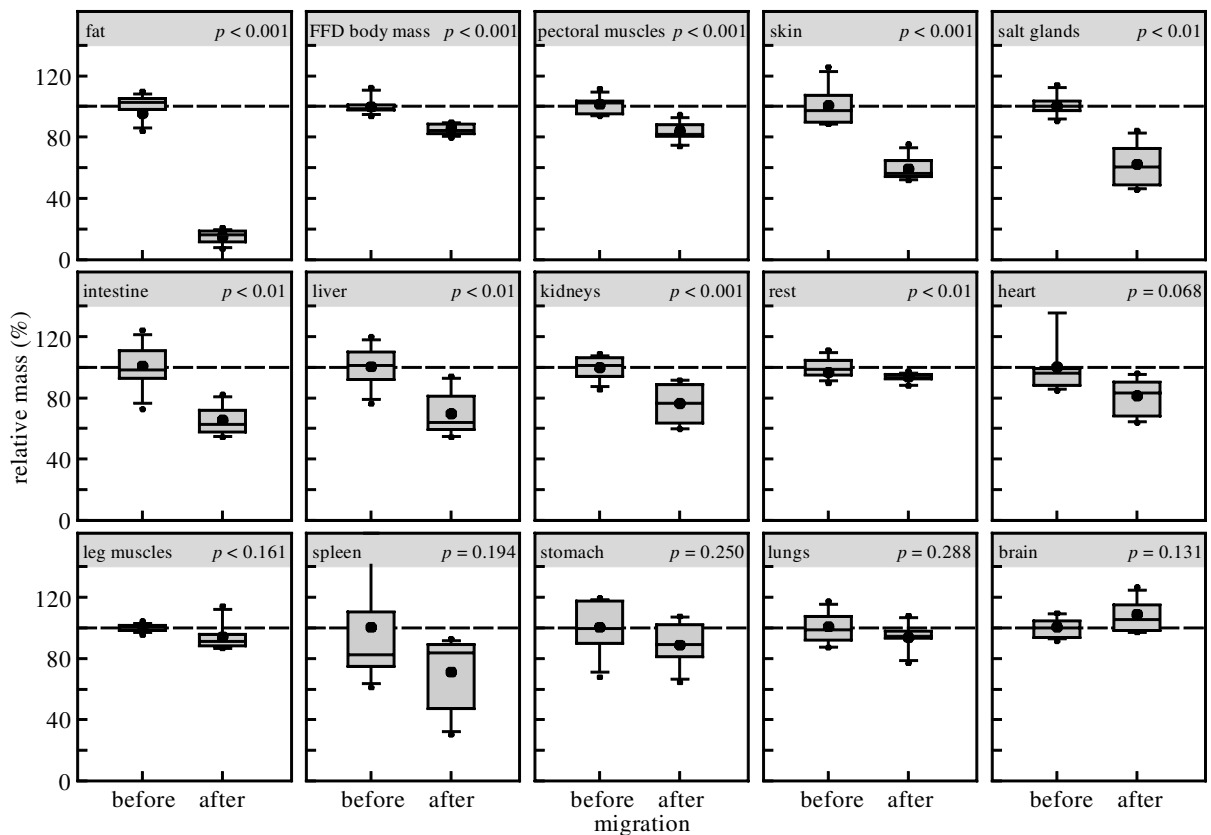 fat p < 0.001
FFD body mass p < 0.001
pectoral muscles p < 0.001
skin p < 0.001
salt glands p < 0.01
120
80
40
0
intestine p < 0.01
liver p < 0.01
kidneys p < 0.001
rest p < 0.01
heart p = 0.068
120
80
40
0
relative mass (%)
leg muscles p < 0.161
spleen p = 0.194
stomach p = 0.250
lungs p = 0.288
brain p = 0.131
120
80
40
0
before after before after before after before after before after
migration